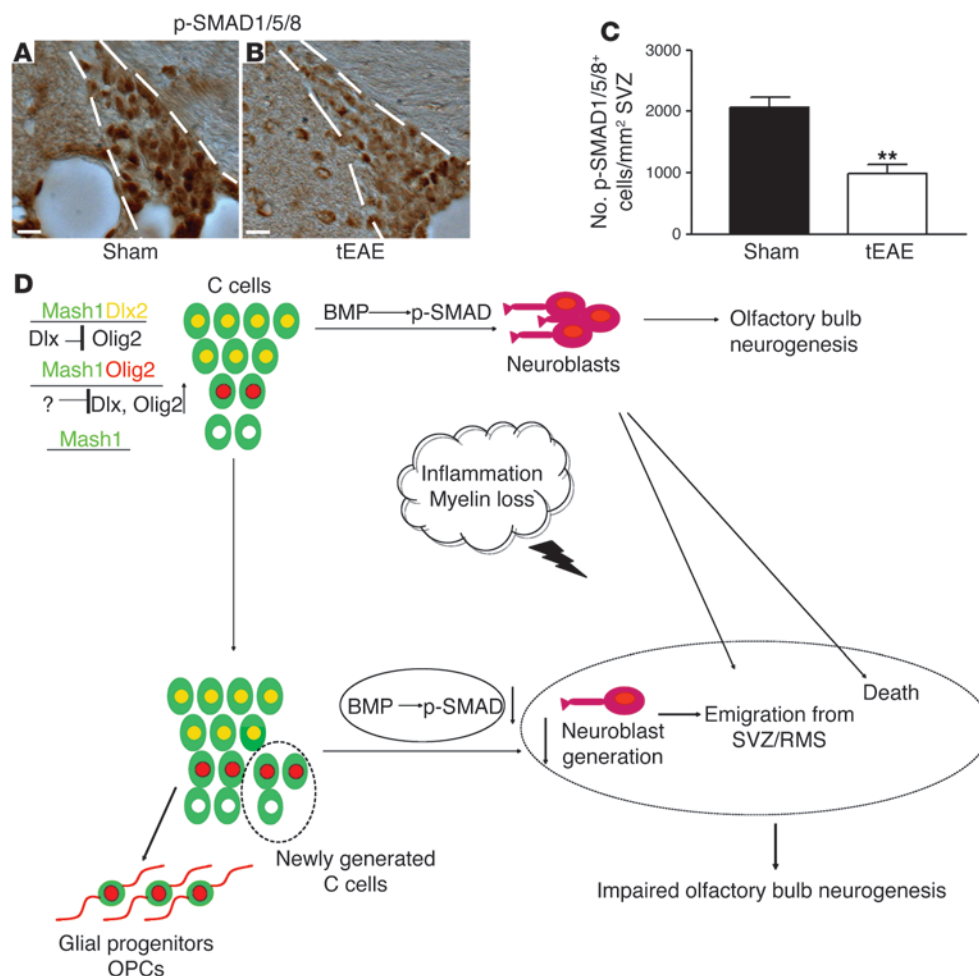 p-SMAD1/5/8
A
B
Sham
tEAE
C
No. p-SMAD1/5/8⁺
cells/mm² SVZ
3000
2000
1000
0
**
Sham
tEAE
D
Mash1Dlx2
Dlx Olig2
Mash1Olig2
? Dlx, Olig2
Mash1
C cells
BMP p-SMAD
Neuroblasts
Olfactory bulb
neurogenesis
Inflammation
Myelin loss
BMP p-SMAD
Neuroblast
generation
Emigration from
SVZ/RMS
Death
Newly generated
C cells
Glial progenitors
OPCs
Impaired olfactory bulb neurogenesis